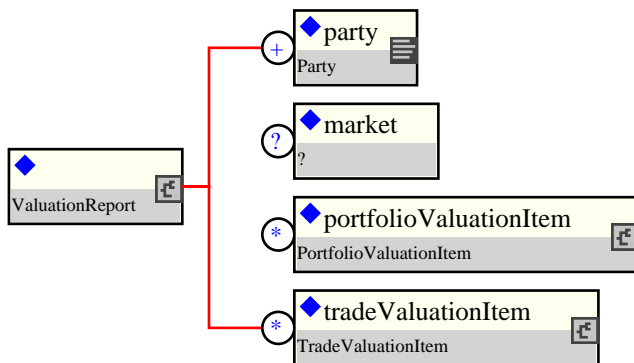 +
party
Party
?
market
?
ValuationReport
*
portfolioValuationItem
PortfolioValuationItem
*
tradeValuationItem
TradeValuationItem